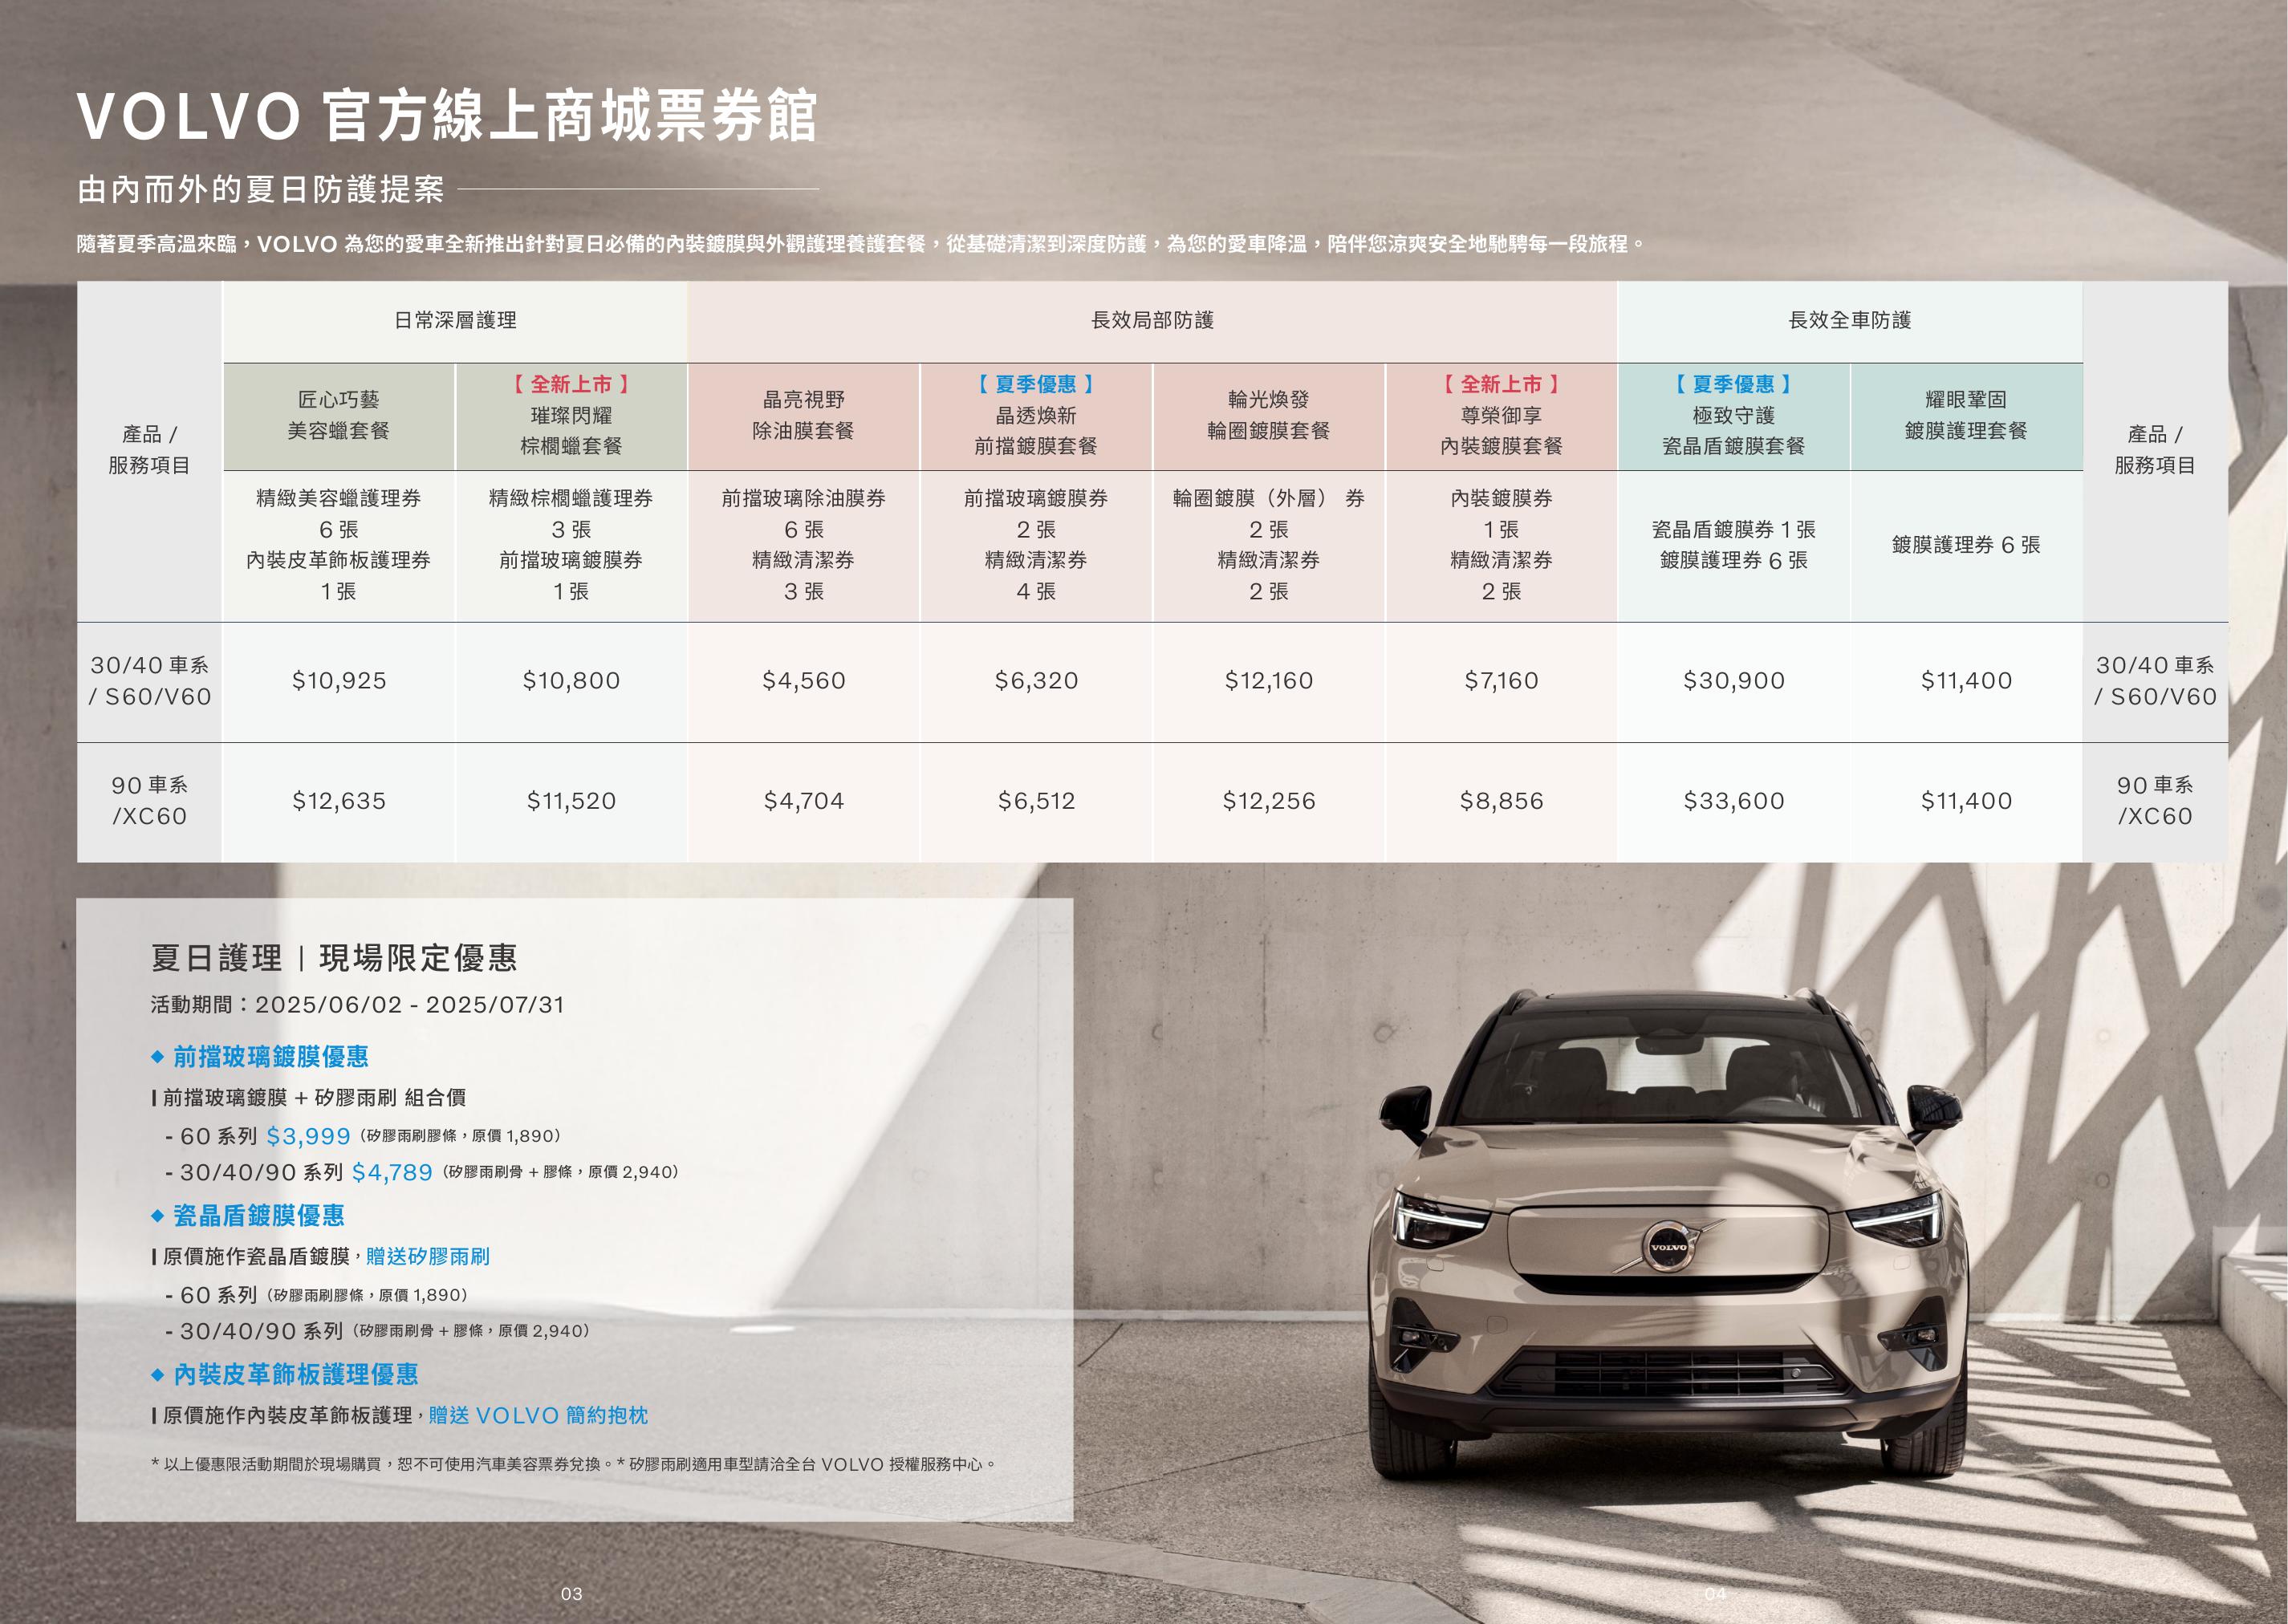 VOLVO 官方線上商城票券館
由內而外的夏日防護提案
隨著夏季高溫來臨，VOLVO 為您的愛車全新推出針對夏日必備的內裝鍍膜與外觀護理養護套餐，從基礎清潔到深度防護，為您的愛車降溫，陪伴您涼爽安全地馳騁每一段旅程。
產品 /
服務項目
日常深層護理
長效局部防護
長效全車防護
產品 /
服務項目
匠心巧藝
美容蠟套餐
【 全新上市 】
璀璨閃耀
棕櫚蠟套餐
晶亮視野
除油膜套餐
【 夏季優惠 】
晶透煥新
前擋鍍膜套餐
輪光煥發
輪圈鍍膜套餐
【 全新上市 】
尊榮御享
內裝鍍膜套餐
【 夏季優惠 】
極致守護
瓷晶盾鍍膜套餐
耀眼鞏固
鍍膜護理套餐
精緻美容蠟護理券
6 張
內裝皮革飾板護理券
1 張
精緻棕櫚蠟護理券
3 張
前擋玻璃鍍膜券
1 張
前擋玻璃除油膜券
6 張
精緻清潔券
3 張
前擋玻璃鍍膜券
2 張
精緻清潔券
4 張
輪圈鍍膜（外層） 券
2 張
精緻清潔券
2 張
內裝鍍膜券
1 張
精緻清潔券
2 張
瓷晶盾鍍膜券 1 張
鍍膜護理券 6 張
鍍膜護理券 6 張
30/40 車系
/ S60/V60
$10,925
$10,800
$4,560
$6,320
$12,160
$7,160
$30,900
$11,400
30/40 車系
/ S60/V60
90 車系
/XC60
$12,635
$11,520
$4,704
$6,512
$12,256
$8,856
$33,600
$11,400
90 車系
/XC60
夏日護理 | 現場限定優惠
活動期間：2025/06/02 - 2025/07/31
◆ 前擋玻璃鍍膜優惠
| 前擋玻璃鍍膜 + 矽膠雨刷 組合價
- 60 系列 $3,999（矽膠雨刷膠條，原價 1,890）
- 30/40/90 系列 $4,789（矽膠雨刷骨 + 膠條，原價 2,940）
◆ 瓷晶盾鍍膜優惠
| 原價施作瓷晶盾鍍膜，贈送矽膠雨刷
- 60 系列（矽膠雨刷膠條，原價 1,890）
- 30/40/90 系列（矽膠雨刷骨 + 膠條，原價 2,940）
◆ 內裝皮革飾板護理優惠
| 原價施作內裝皮革飾板護理，贈送 VOLVO 簡約抱枕
* 以上優惠限活動期間於現場購買，恕不可使用汽車美容票券兌換。* 矽膠雨刷適用車型請洽全台 VOLVO 授權服務中心。
VOLVO
03
04